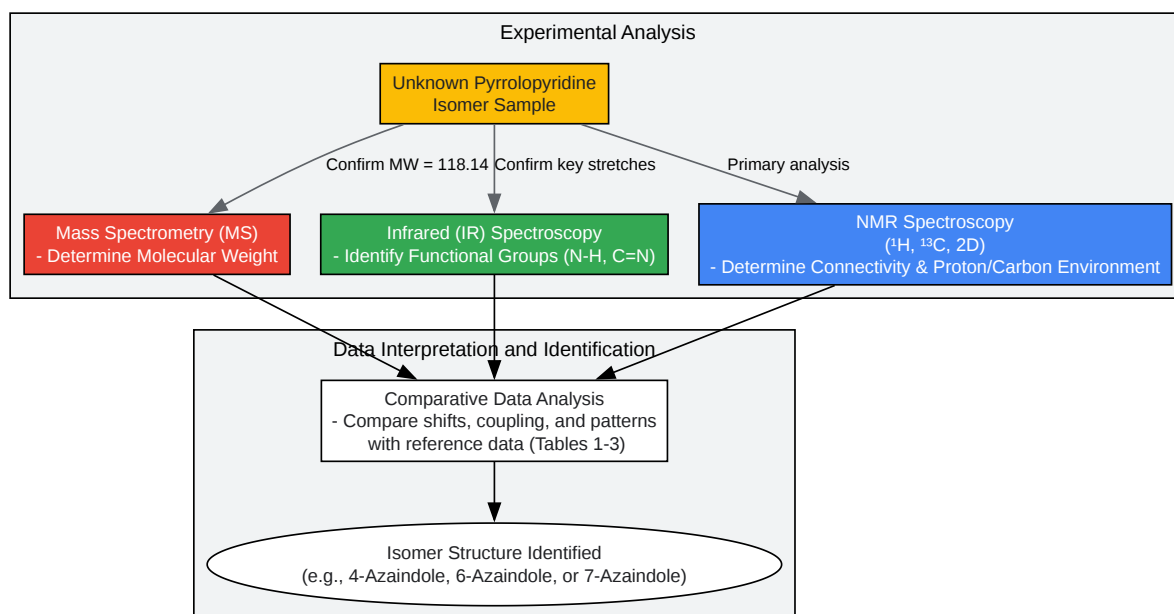 Experimental Analysis
Unknown Pyrrolopyridine
Isomer Sample
Confirm MW = 118.14
Confirm key stretches
Primary analysis
Mass Spectrometry (MS)
- Determine Molecular Weight
Infrared (IR) Spectroscopy
- Identify Functional Groups (N-H, C=N)
NMR Spectroscopy
(¹H, ¹³C, 2D)
- Determine Connectivity & Proton/Carbon Environment
Data Interpretation and Identification
Comparative Data Analysis
- Compare shifts, coupling, and patterns
with reference data (Tables 1-3)
Isomer Structure Identified
(e.g., 4-Azaindole, 6-Azaindole, or 7-Azaindole)